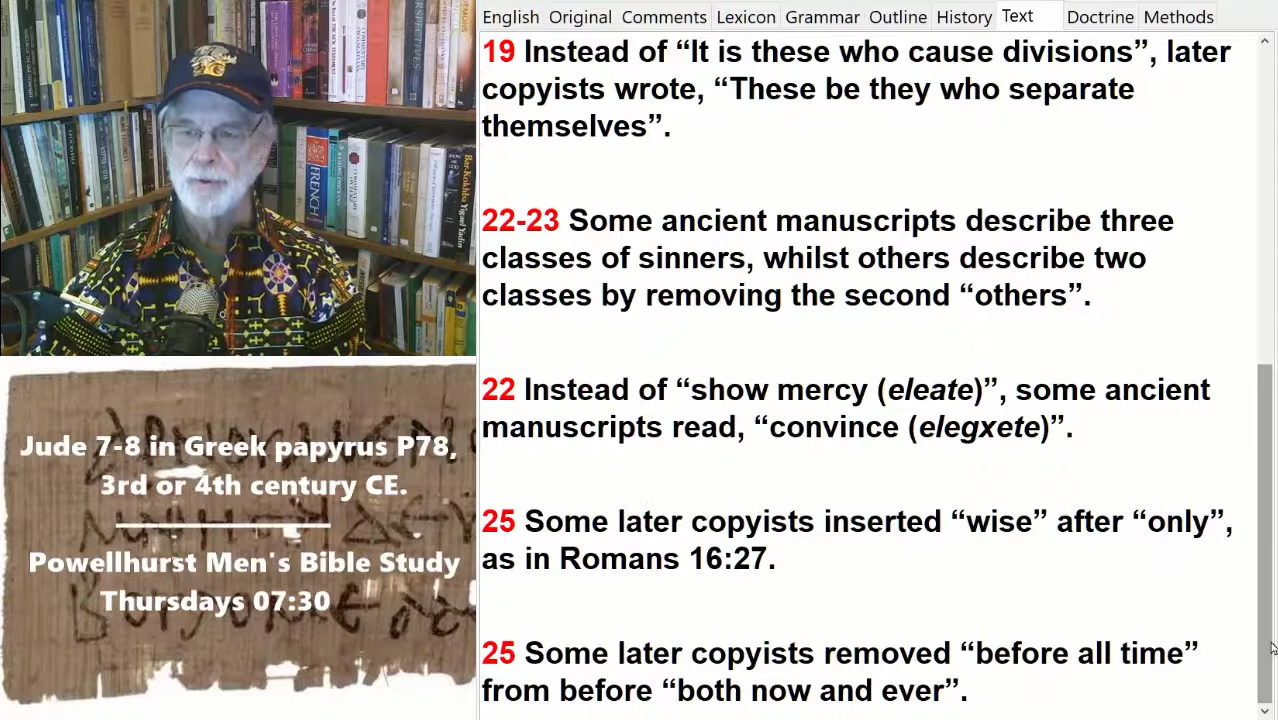 English Original Comments Lexicon Grammar Outline History Text Doctrine Methods
19 Instead of “It is these who cause divisions”, later
copyists wrote, “These be they who separate
themselves”.
22-23 Some ancient manuscripts describe three
classes of sinners, whilst others describe two
classes by removing the second “others”.
22 Instead of “show mercy (eleate)”, some ancient
manuscripts read, “convince (elegxete)”.
25 Some later copyists inserted “wise” after “only”,
as in Romans 16:27.
25 Some later copyists removed “before all time”
from before “both now and ever”.
FRENCH
Bar-Kokhba Yigael Yadin
Jude 7-8 in Greek papyrus P78,
3rd or 4th century CE.
Powellhurst Men's Bible Study
Thursdays 07:30